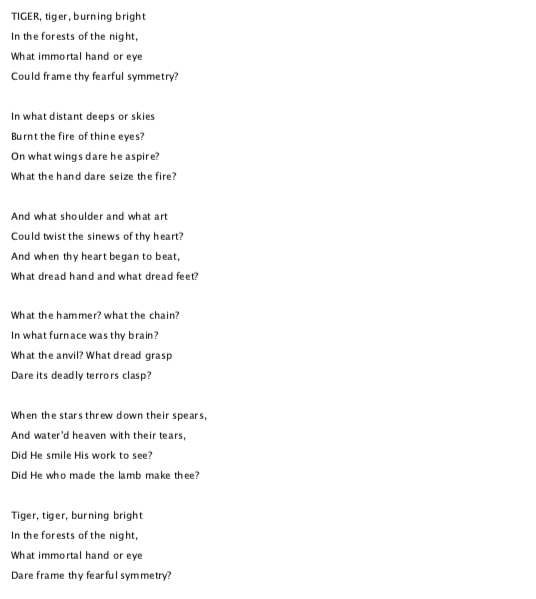 TIGER, tiger, burning bright
In the forests of the night,
What immortal hand or eye
Could frame thy fearful symmetry?

In what distant deeps or skies
Burnt the fire of thine eyes?
On what wings dare he aspire?
What the hand dare seize the fire?

And what shoulder and what art
Could twist the sinews of thy heart?
And when thy heart began to beat,
What dread hand and what dread feet?

What the hammer? what the chain?
In what furnace was thy brain?
What the anvil? What dread grasp
Dare its deadly terrors clasp?

When the stars threw down their spears,
And water'd heaven with their tears,
Did He smile His work to see?
Did He who made the lamb make thee?

Tiger, tiger, burning bright
In the forests of the night,
What immortal hand or eye
Dare frame thy fearful symmetry?